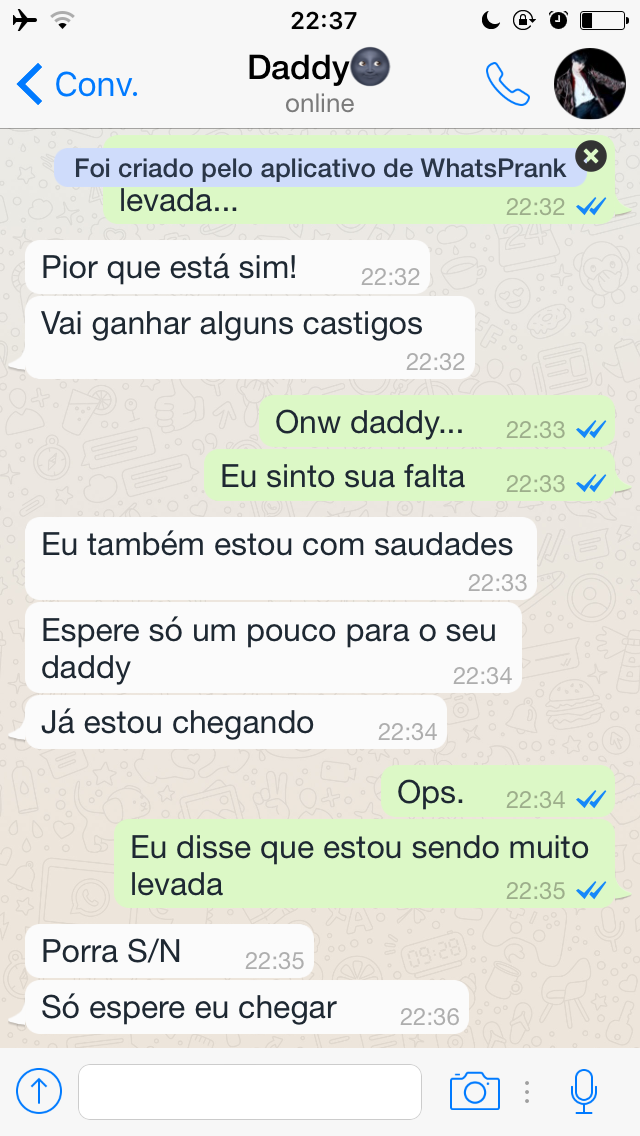 22:37
Conv.
Daddy🌚
online
Foi criado pelo aplicativo de WhatsPrank
levada...
22:32
Pior que está sim!
22:32
Vai ganhar alguns castigos
22:32
Onw daddy...
22:33
Eu sinto sua falta
22:33
Eu também estou com saudades
22:33
Espere só um pouco para o seu
daddy
22:34
Já estou chegando
22:34
Ops.
22:34
Eu disse que estou sendo muito
levada
22:35
Porra S/N
22:35
Só espere eu chegar
22:36